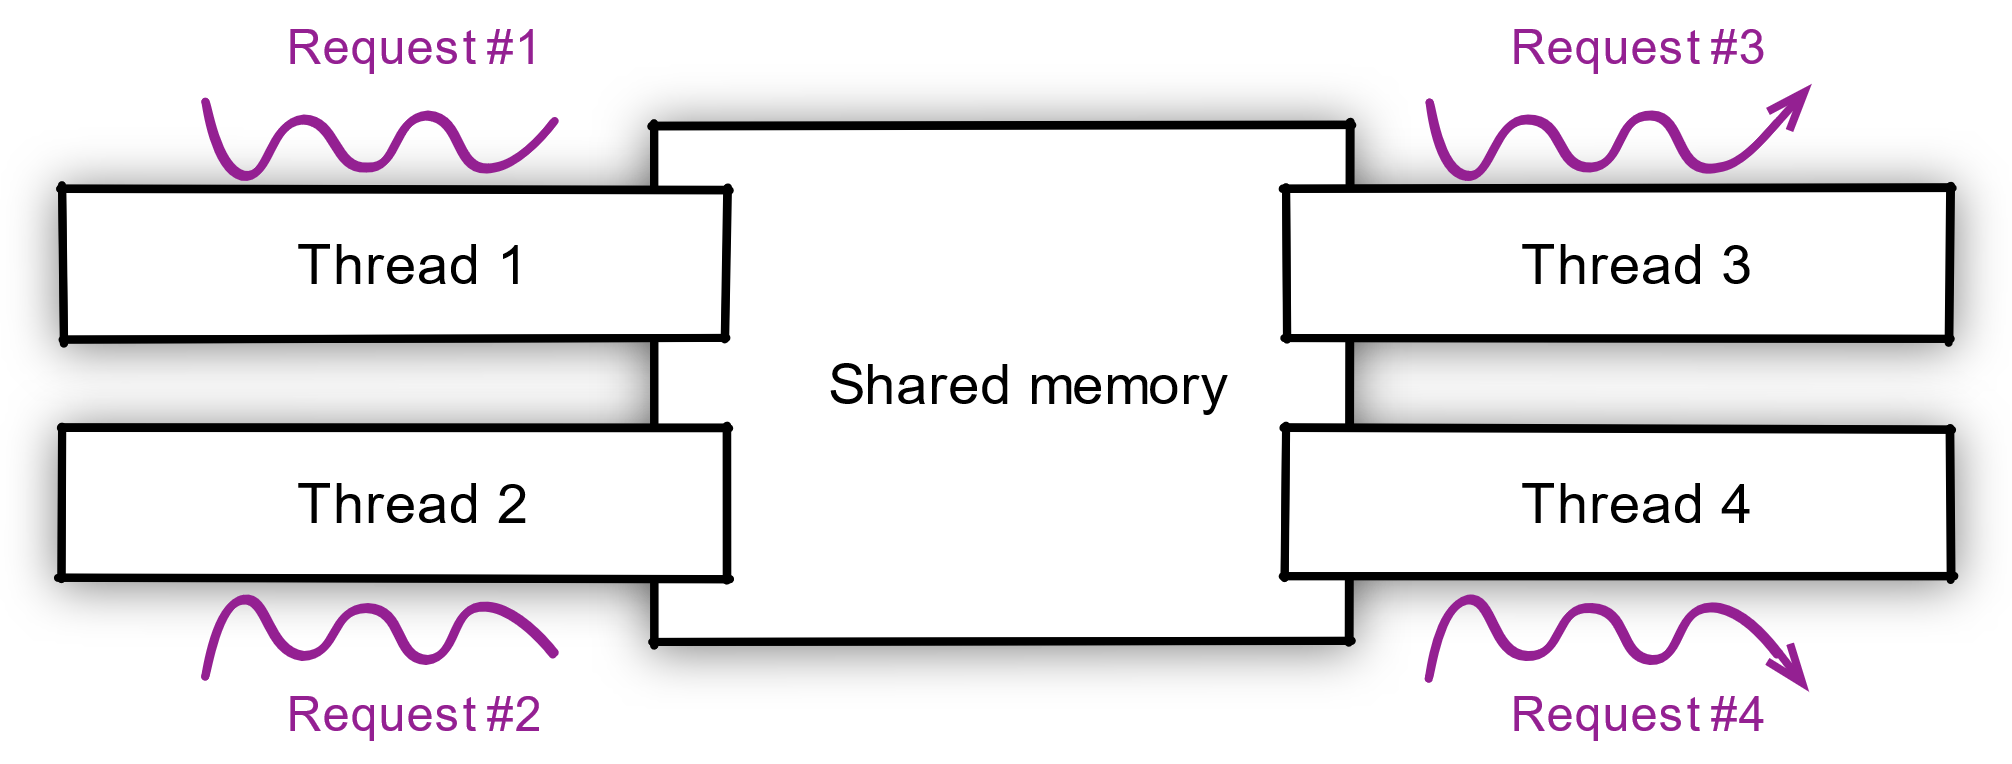 Request #1
Request #3
Thread 1
Thread 3
Shared memory
Thread 2
Thread 4
Request #2
Request #4